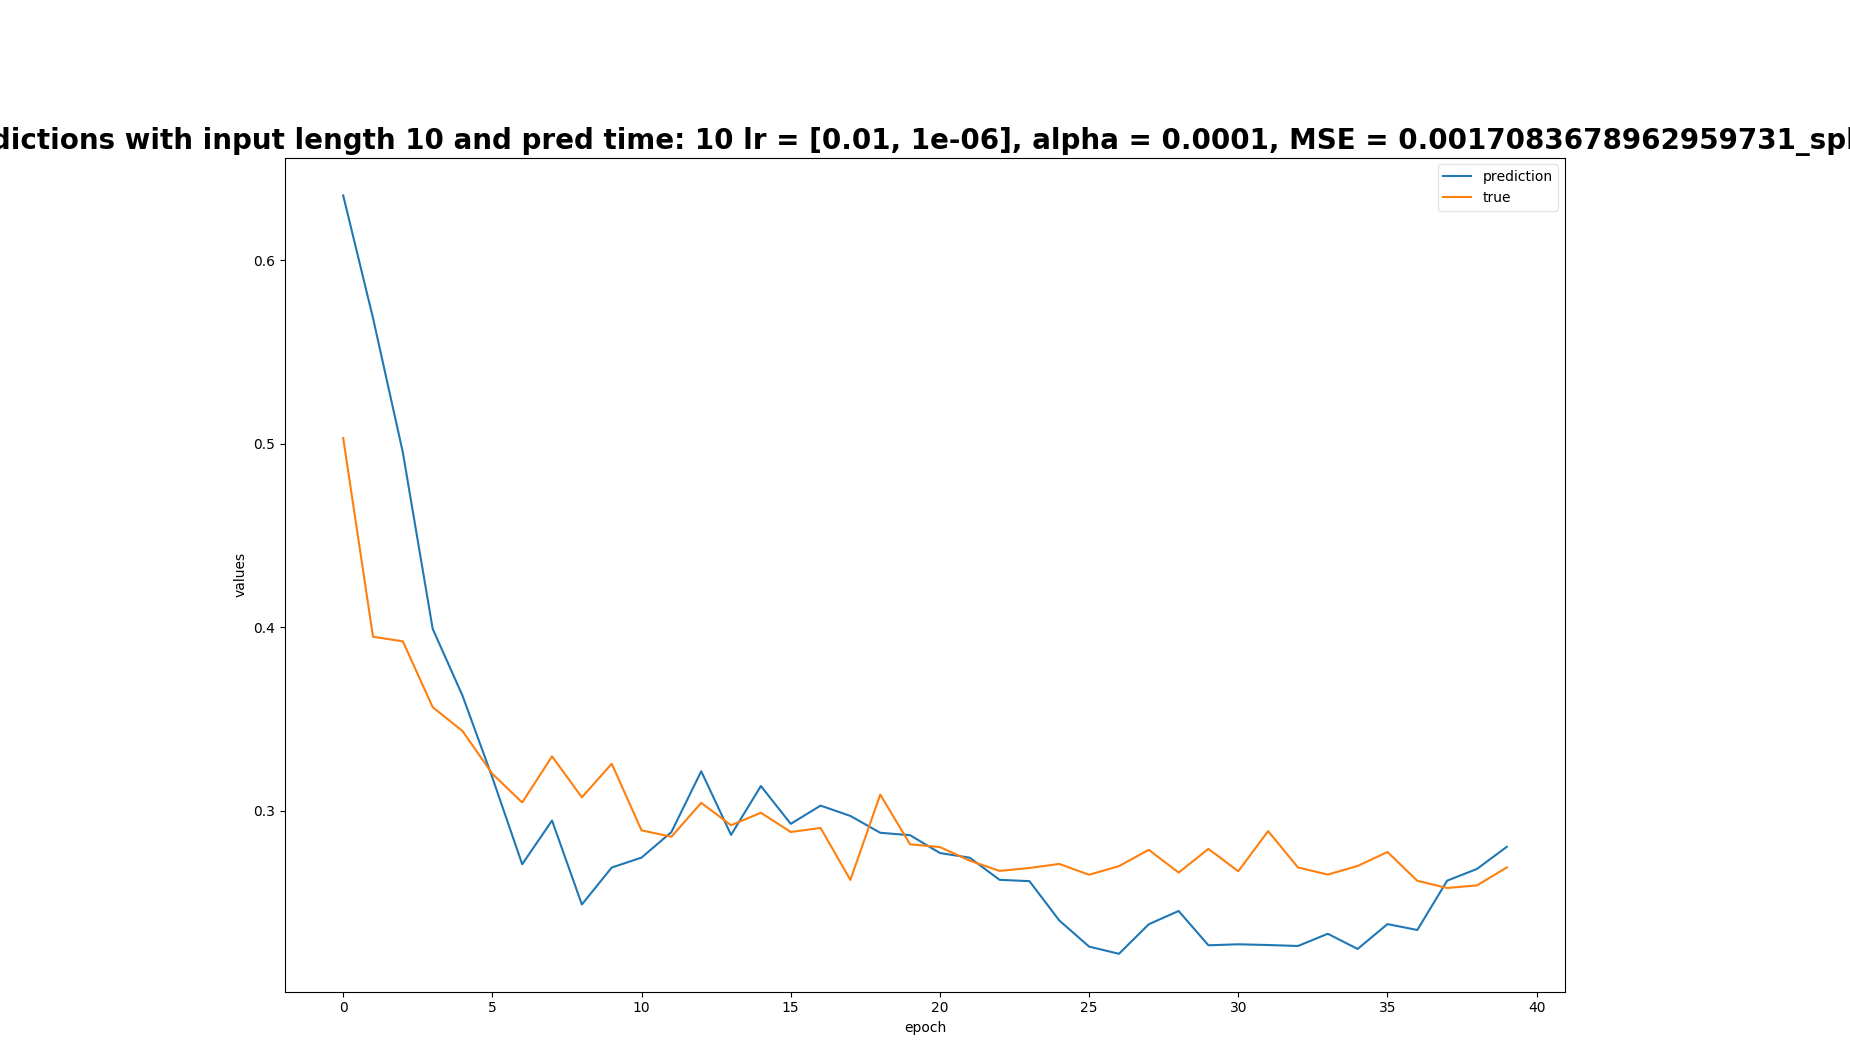 dictions with input length 10 and pred time: 10 lr = [0.01, 1e-06], alpha = 0.0001, MSE = 0.0017083678962959731_spl
prediction
true
0.6
0.5
0.4
0.3
values
0 5 10 15 20 25 30 35 40
epoch